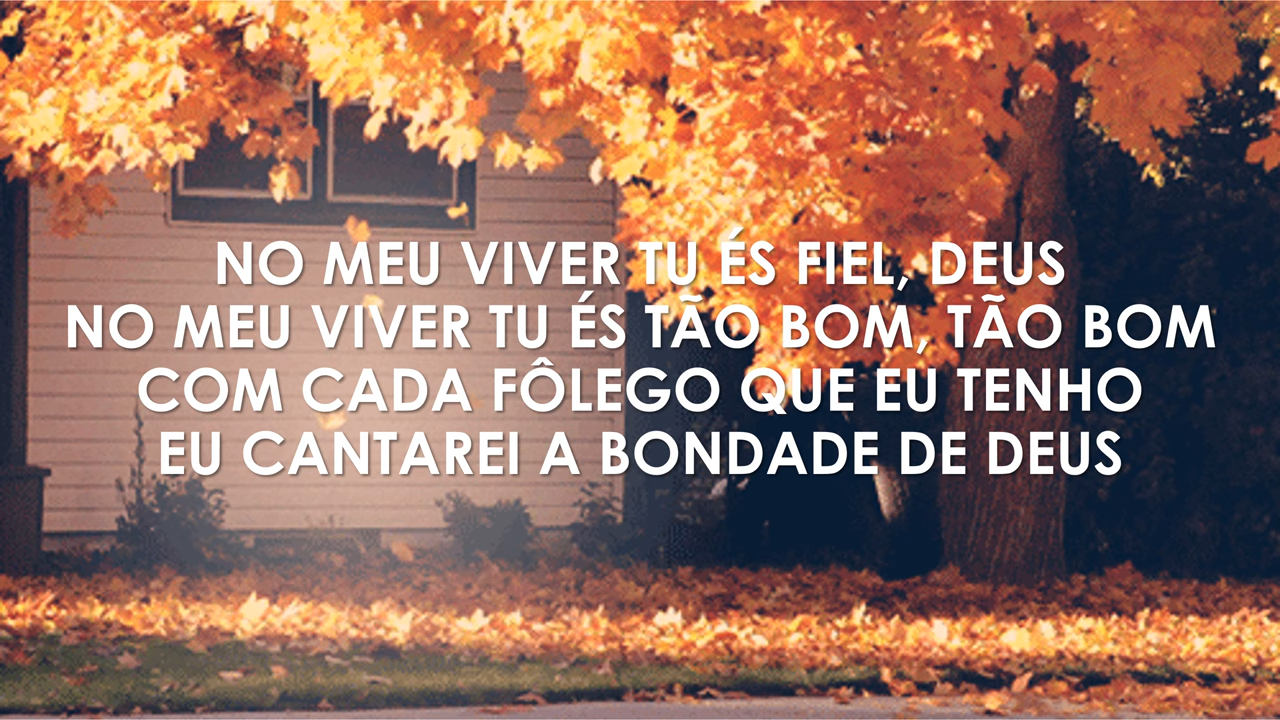 NO MEU VIVER TU ÉS FIEL, DEUS
NO MEU VIVER TU ÉS TÃO BOM, TÃO BOM
COM CADA FÔLEGO QUE EU TENHO
EU CANTAREI A BONDADE DE DEUS